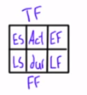 TF
ES Act EF
LS dur LF
FF